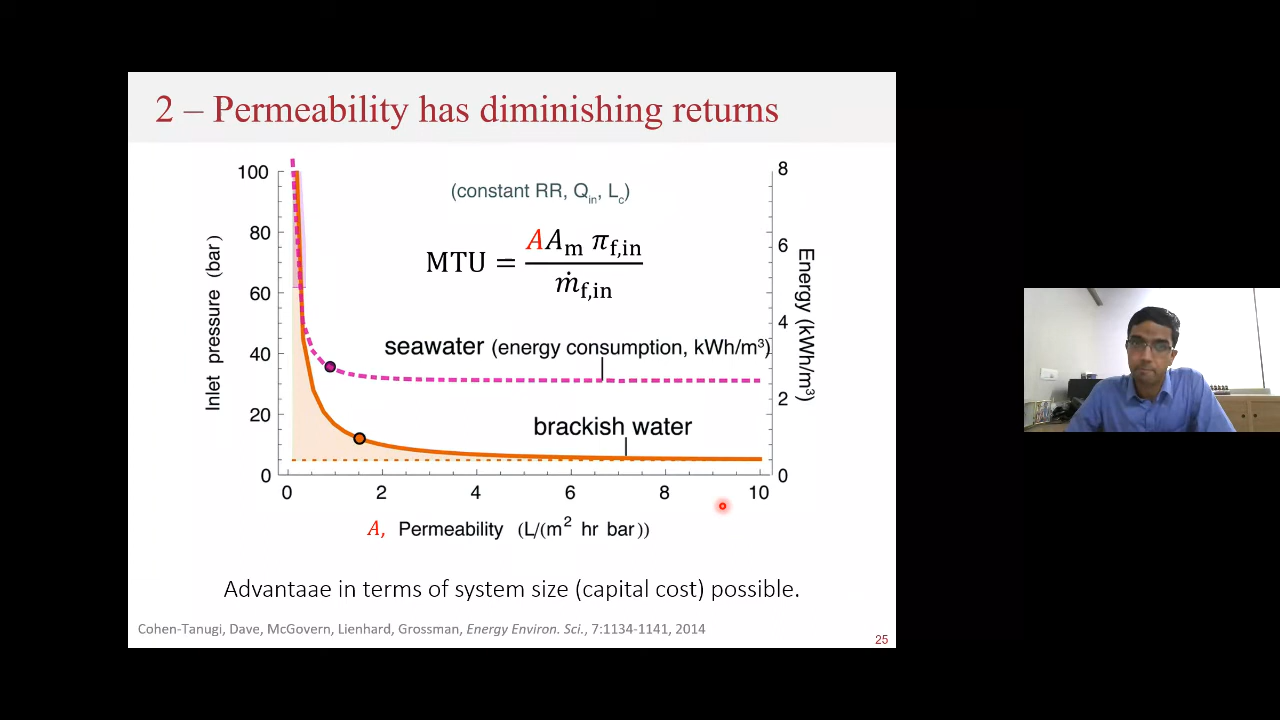 2 – Permeability has diminishing returns
(constant RR, Qin, Lc)
MTU = A Am πf,in / ṁf,in
seawater (energy consumption, kWh/m³)
brackish water
Inlet pressure (bar)
100
80
60
40
20
0
Energy (kWh/m³)
8
6
4
2
0
0 2 4 6 8 10
A, Permeability (L/(m² hr bar))
Advantaae in terms of system size (capital cost) possible.
Cohen-Tanugi, Dave, McGovern, Lienhard, Grossman, Energy Environ. Sci., 7:1134-1141, 2014
25